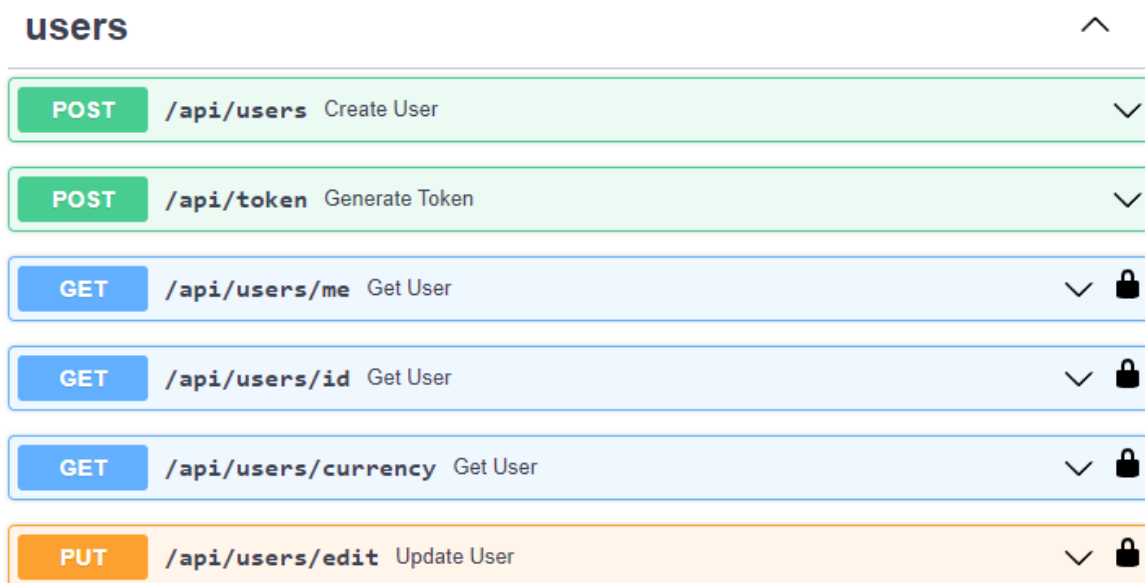 users
POST /api/users Create User
POST /api/token Generate Token
GET /api/users/me Get User
GET /api/users/id Get User
GET /api/users/currency Get User
PUT /api/users/edit Update User